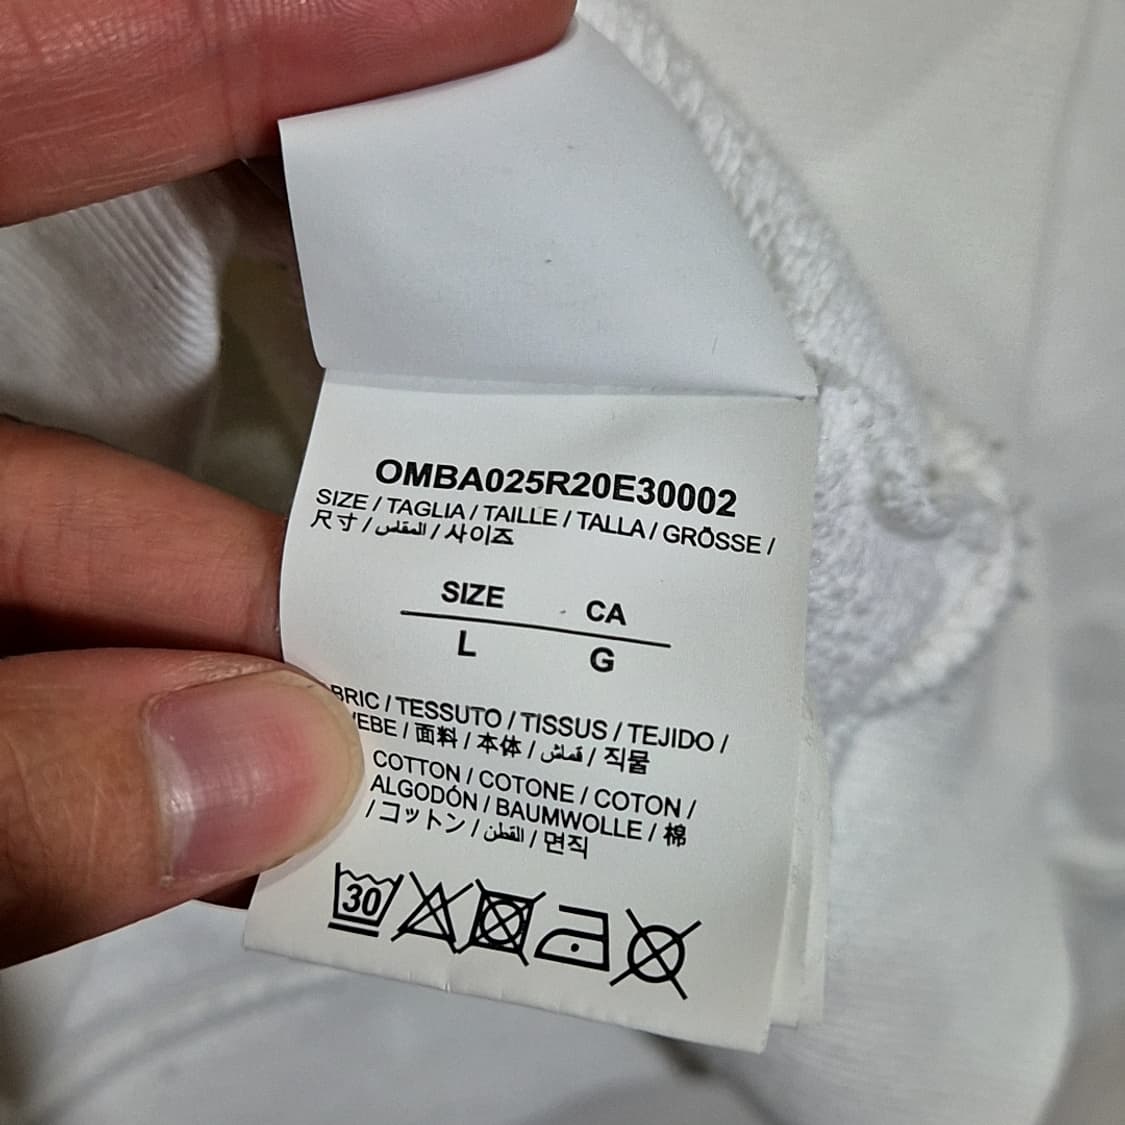 OMBA025R20E30002
SIZE / TAGLIA / TAILLE / TALLA / GRÖSSE /
尺寸 / المقاس / 사이즈
SIZE CA
L G
BRIC / TESSUTO / TISSUS / TEJIDO /
EBE / 面料 / 本体 / قماش / 직물
COTTON / COTONE / COTON /
ALGODÓN / BAUMWOLLE / 棉
/ コットン / القطن / 면직
30